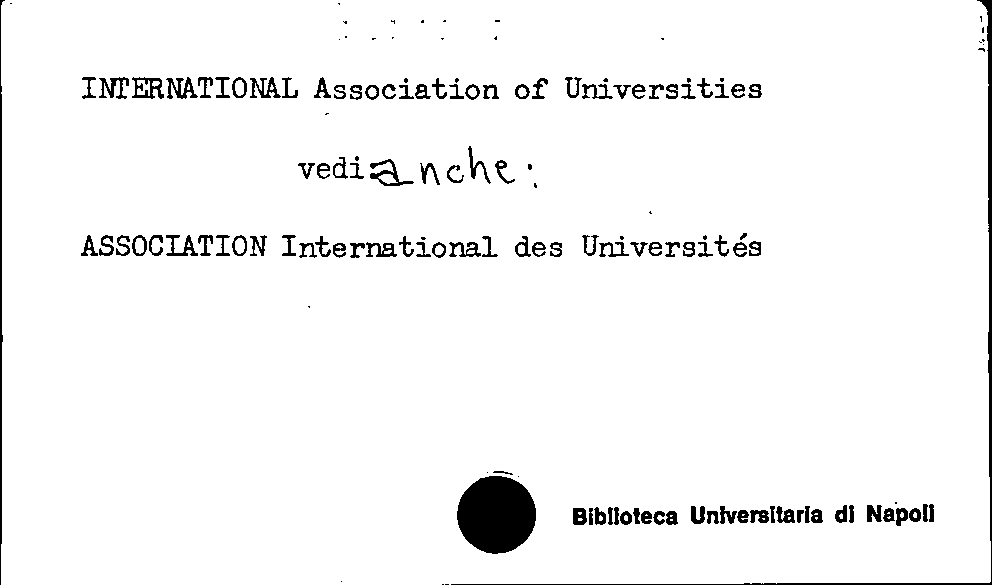 INTERNATIONAL Association of Universities
vedi anche:
ASSOCIATION International des Universités
Biblioteca Universitaria di Napoli